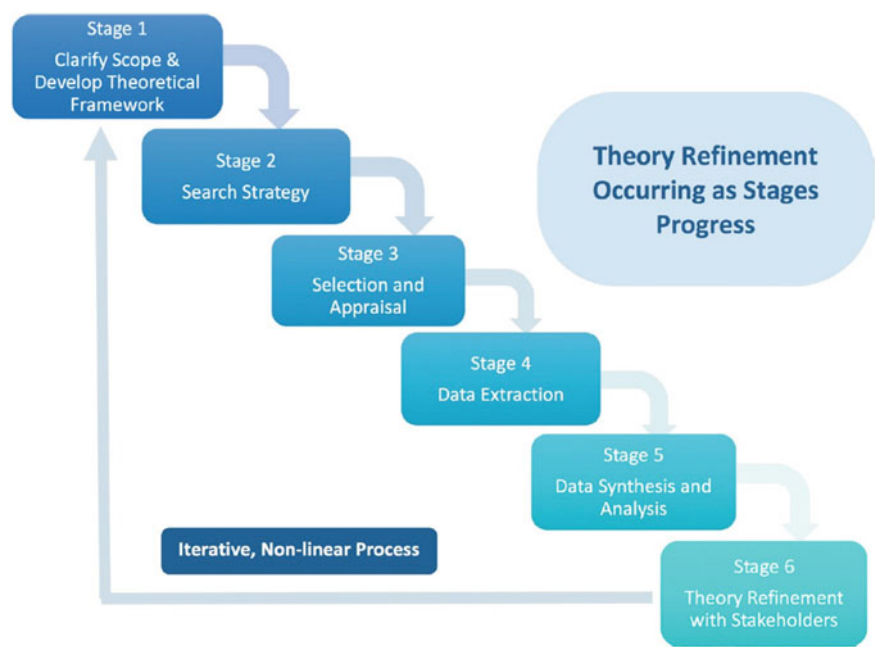 Stage 1
Clarify Scope &
Develop Theoretical
Framework
Stage 2
Search Strategy
Stage 3
Selection and
Appraisal
Stage 4
Data Extraction
Stage 5
Data Synthesis and
Analysis
Stage 6
Theory Refinement
with Stakeholders
Theory Refinement
Occurring as Stages
Progress
Iterative, Non-linear Process